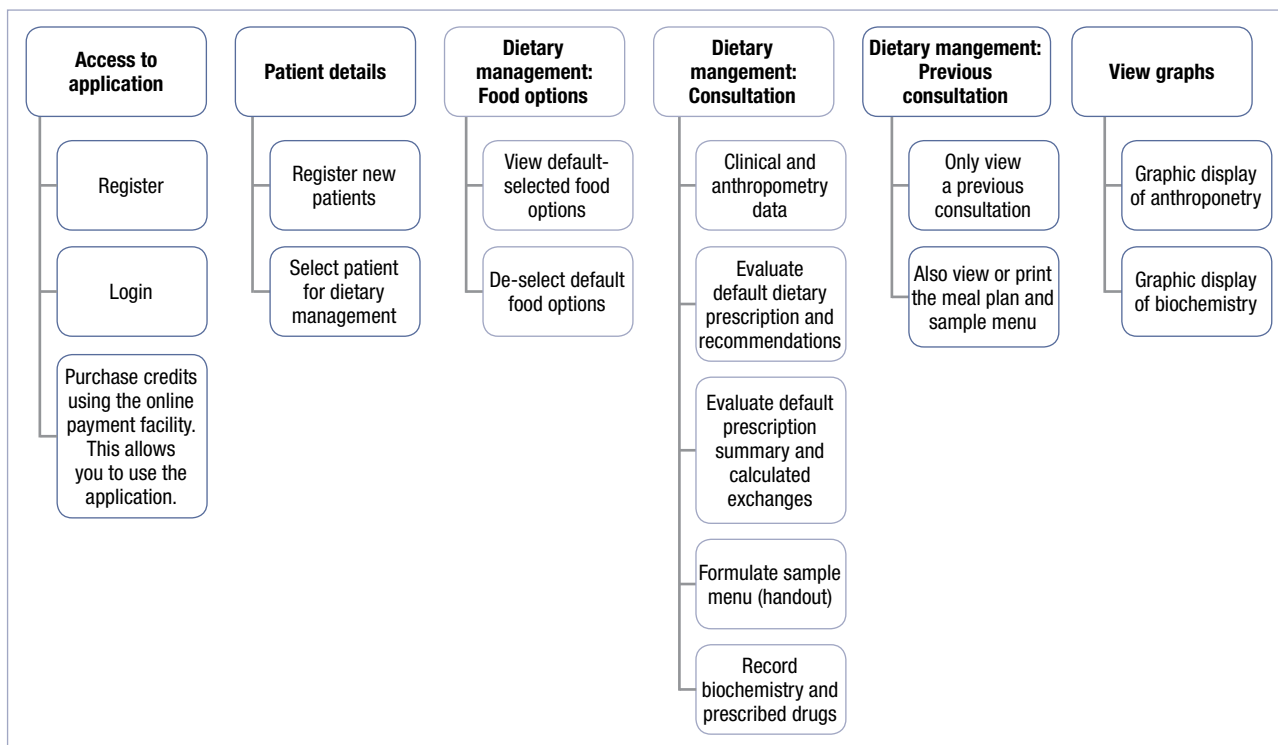 Access to
application
Register
Login
Purchase credits
using the online
payment facility.
This allows
you to use the
application.
Patient details
Register new
patients
Select patient
for dietary
management
Dietary
management:
Food options
View default-
selected food
options
De-select default
food options
Dietary
mangement:
Consultation
Clinical and
anthropometry
data
Evaluate
default dietary
prescription and
recommendations
Evaluate default
prescription
summary and
calculated
exchanges
Formulate sample
menu (handout)
Record
biochemistry and
prescribed drugs
Dietary mangement:
Previous
consultation
Only view
a previous
consultation
Also view or print
the meal plan and
sample menu
View graphs
Graphic display
of anthroponetry
Graphic display
of biochemistry